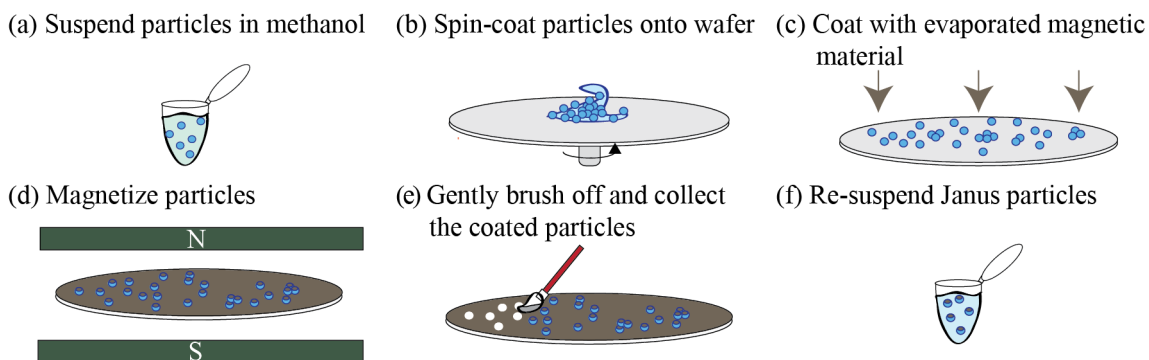 (a) Suspend particles in methanol
(b) Spin-coat particles onto wafer
(c) Coat with evaporated magnetic
material
(d) Magnetize particles
N
S
(e) Gently brush off and collect
the coated particles
(f) Re-suspend Janus particles